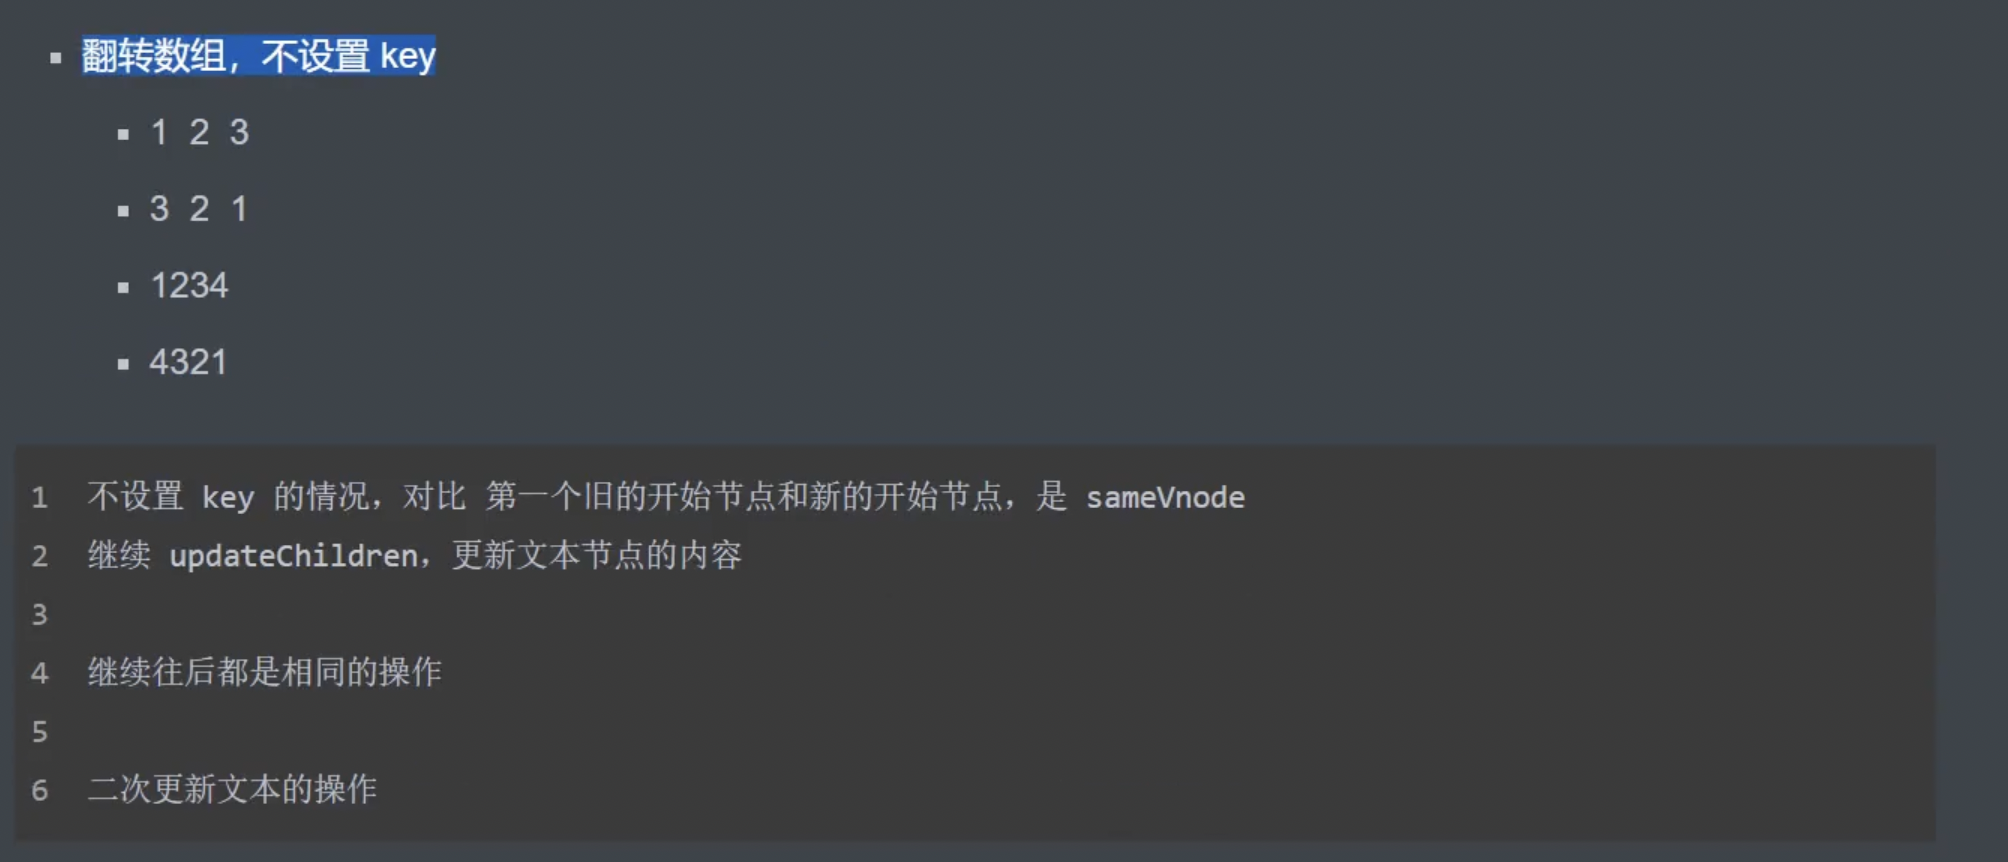 翻转数组，不设置 key
1 2 3
3 2 1
1234
4321
1 不设置 key 的情况，对比 第一个旧的开始节点和新的开始节点，是 sameVnode
2 继续 updateChildren，更新文本节点的内容
3
4 继续往后都是相同的操作
5
6 二次更新文本的操作